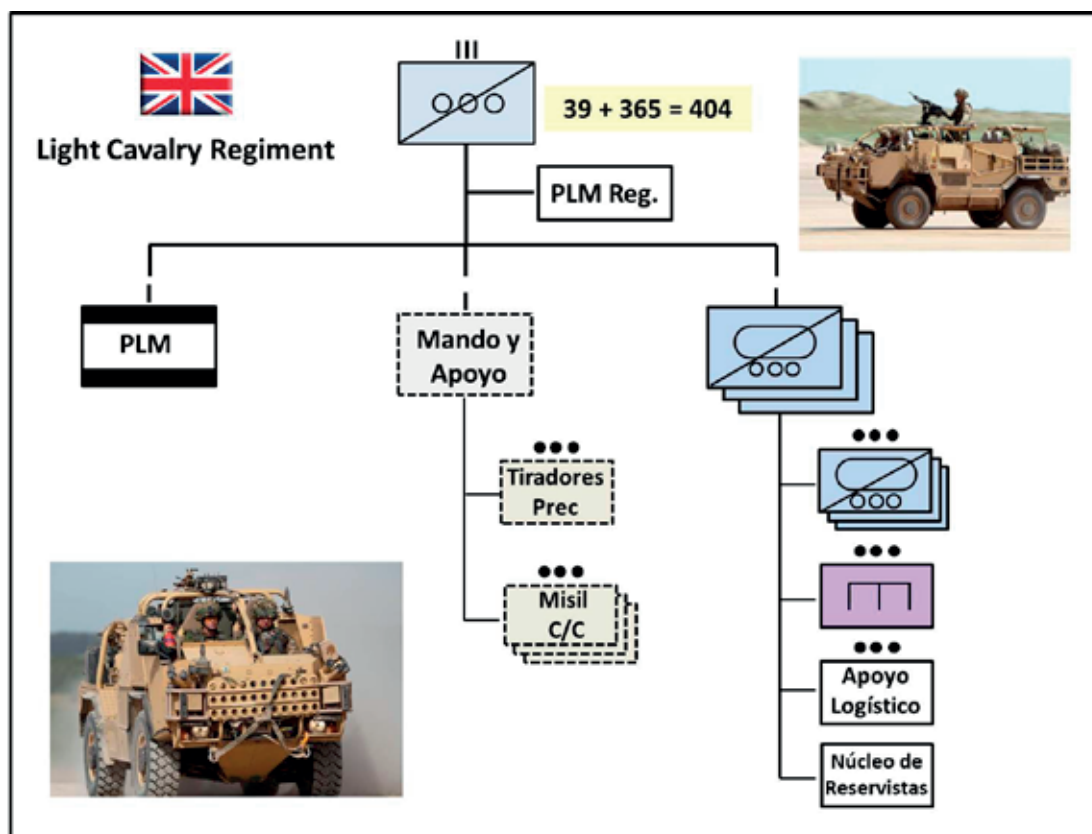 Light Cavalry Regiment
39 + 365 = 404
PLM Reg.
PLM
Mando y
Apoyo
Tiradores
Prec
Misil
C/C
Apoyo
Logístico
Núcleo de
Reservistas